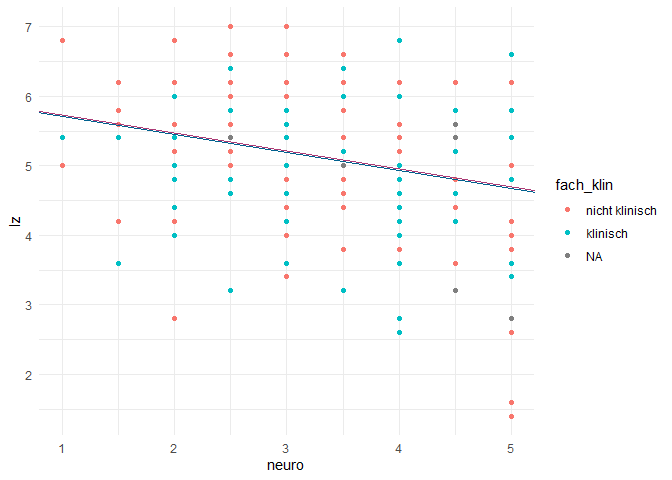 7
6
5
4
3
2
lz
1 2 3 4 5
neuro
fach_klin
nicht klinisch
klinisch
NA